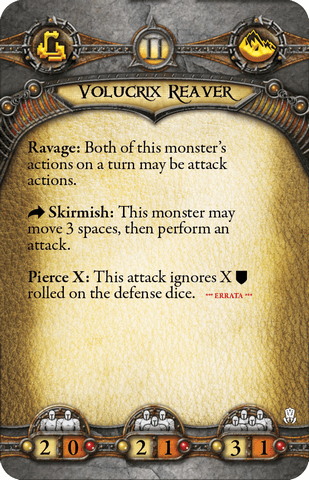 II
VOLUCRIX REAVER
Ravage: Both of this monster's
actions on a turn may be attack
actions.
Skirmish: This monster may
move 3 spaces, then perform an
attack.
Pierce X: This attack ignores X
rolled on the defense dice. *** ERRATA ***
2 0 2 1 3 1